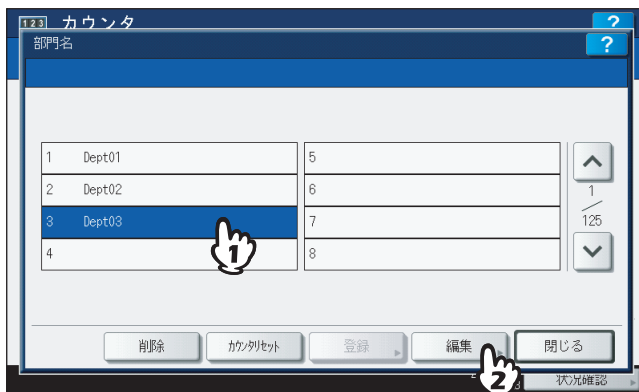 123 カウンタ ?
部門名 ?
1 Dept01 5
2 Dept02 6
3 Dept03 7
4 8
1
125
1
削除 カウンタリセット 登録 編集 閉じる
2
状況確認